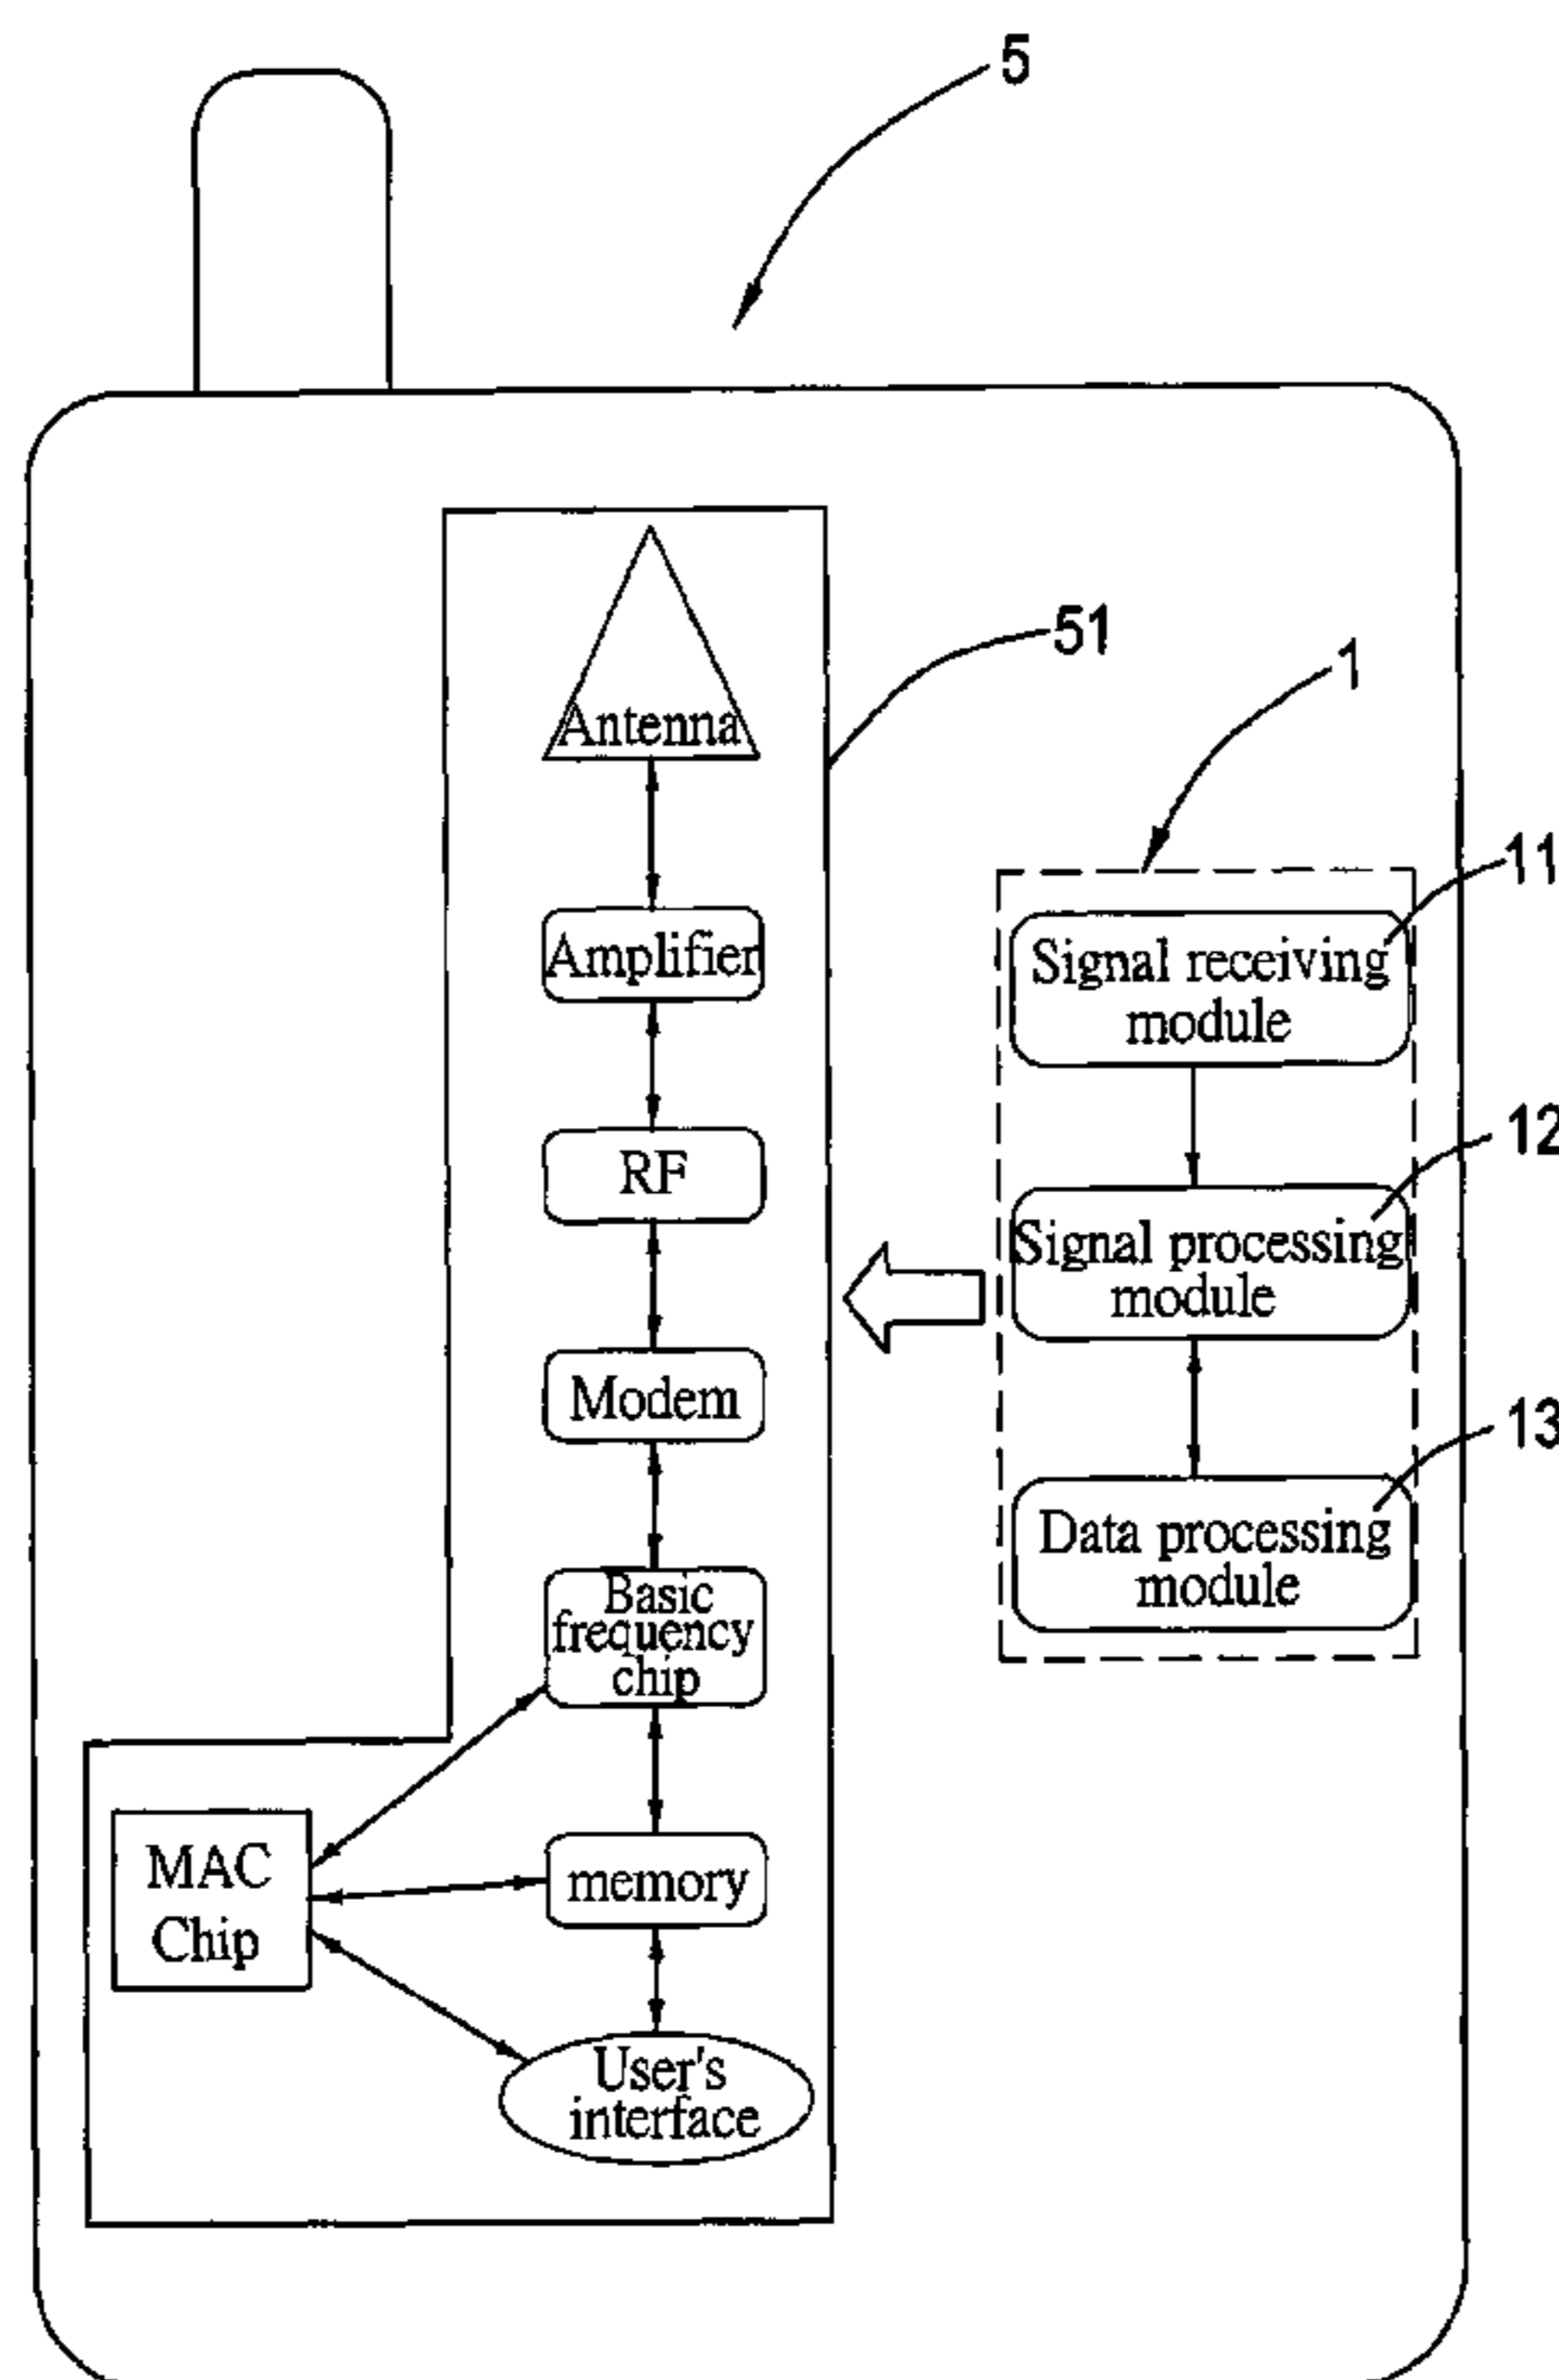 5
51
1
Antenna
11
Amplifier
Signal receiving
module
12
RF
Signal processing
module
Modem
13
Data processing
module
Basic
frequency
chip
MAC
Chip
memory
User's
interface